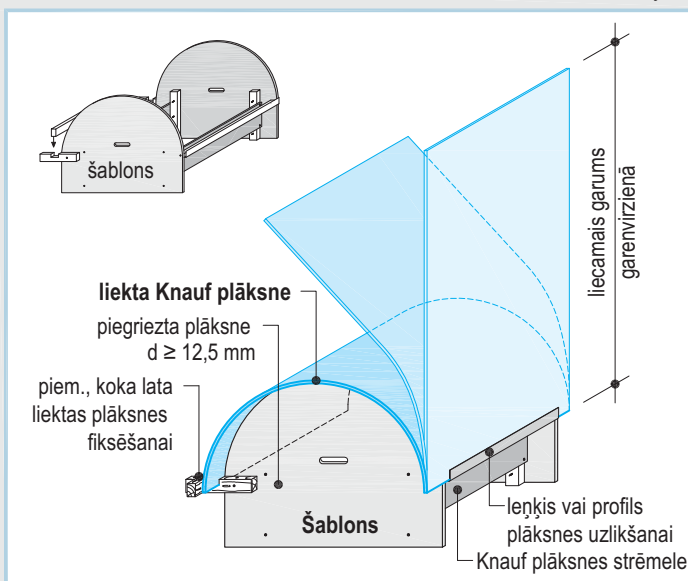 šablons
liekta Knauf plāksne
piegriezta plāksne
d ≥ 12,5 mm
piem., koka lata
liektas plāksnes
fiksēšanai
Šablons
liecamais garums
garenvirzienā
leņķis vai profils
plāksnes uzlikšanai
Knauf plāksnes strēmele